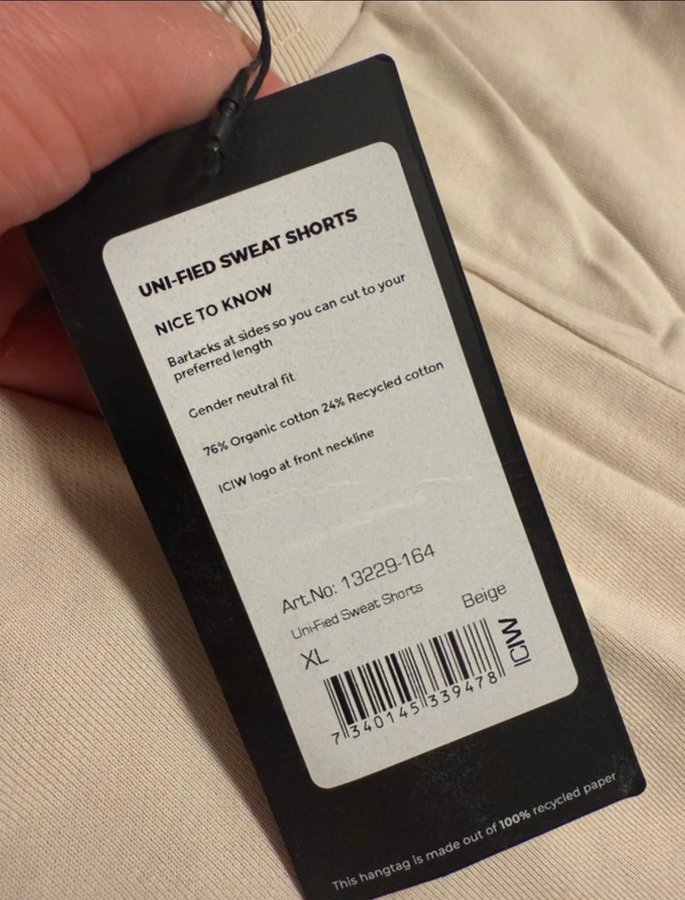 UNI-FIED SWEAT SHORTS
NICE TO KNOW
Bartacks at sides so you can cut to your
preferred length
Gender neutral fit
76% Organic cotton 24% Recycled cotton
ICIW logo at front neckline
Art.No: 13229-164
Uni-Fied Sweat Shorts
Beige
XL
ICIW
7340145339478
This hangtag is made out of 100% recycled paper